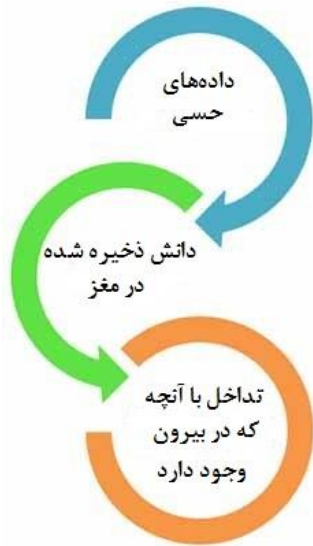 داده‌های
حسی
دانش ذخیره شده
در مغز
تداخل با آنچه
که در بیرون
وجود دارد